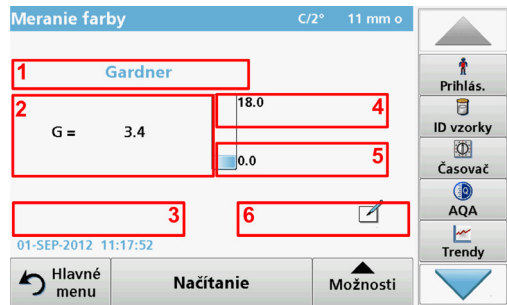 Meranie farby C/2° 11 mm o
1 Gardner
2 G = 3.4
18.0 4
0.0 5
3 6
01-SEP-2012 11:17:52
Hlavné menu
Načítanie
Možnosti
Prihlás.
ID vzorky
Časovač
AQA
Trendy